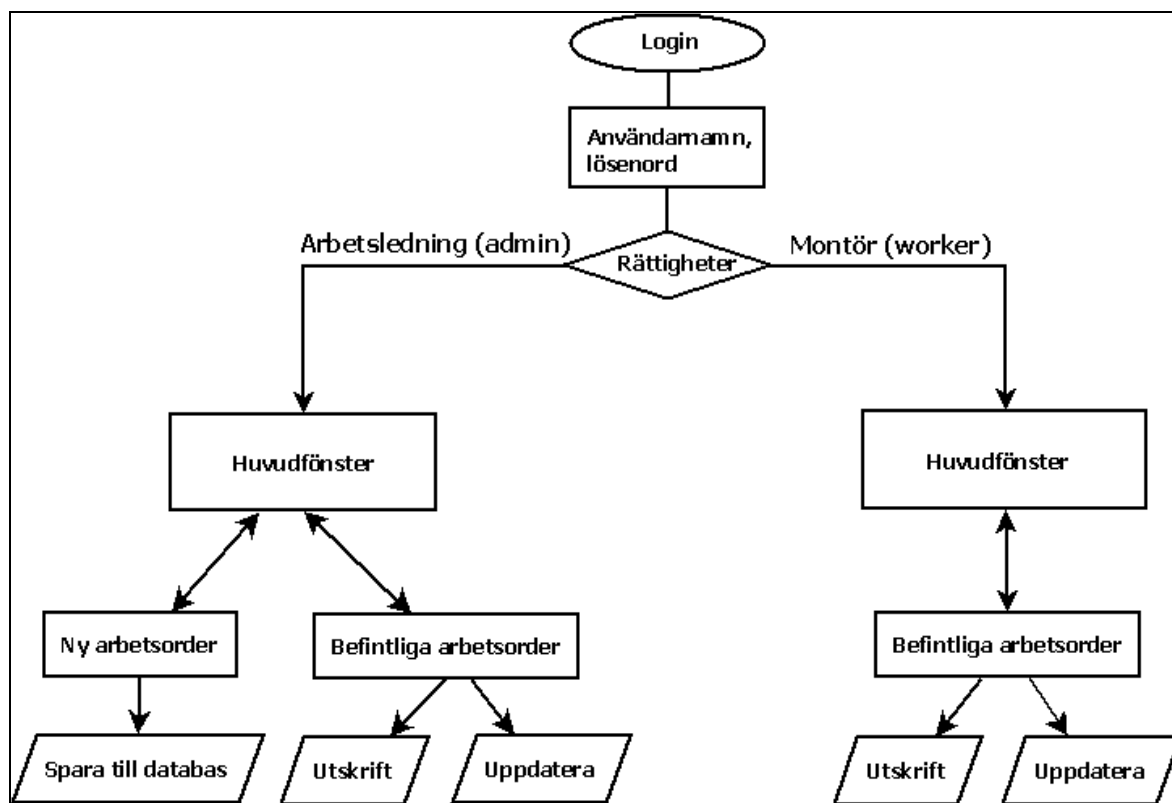 Login
Användarnamn,
lösenord
Arbetsledning (admin)
Rättigheter
Montör (worker)
Huvudfönster
Huvudfönster
Ny arbetsorder
Befintliga arbetsorder
Befintliga arbetsorder
Spara till databas
Utskrift
Uppdatera
Utskrift
Uppdatera